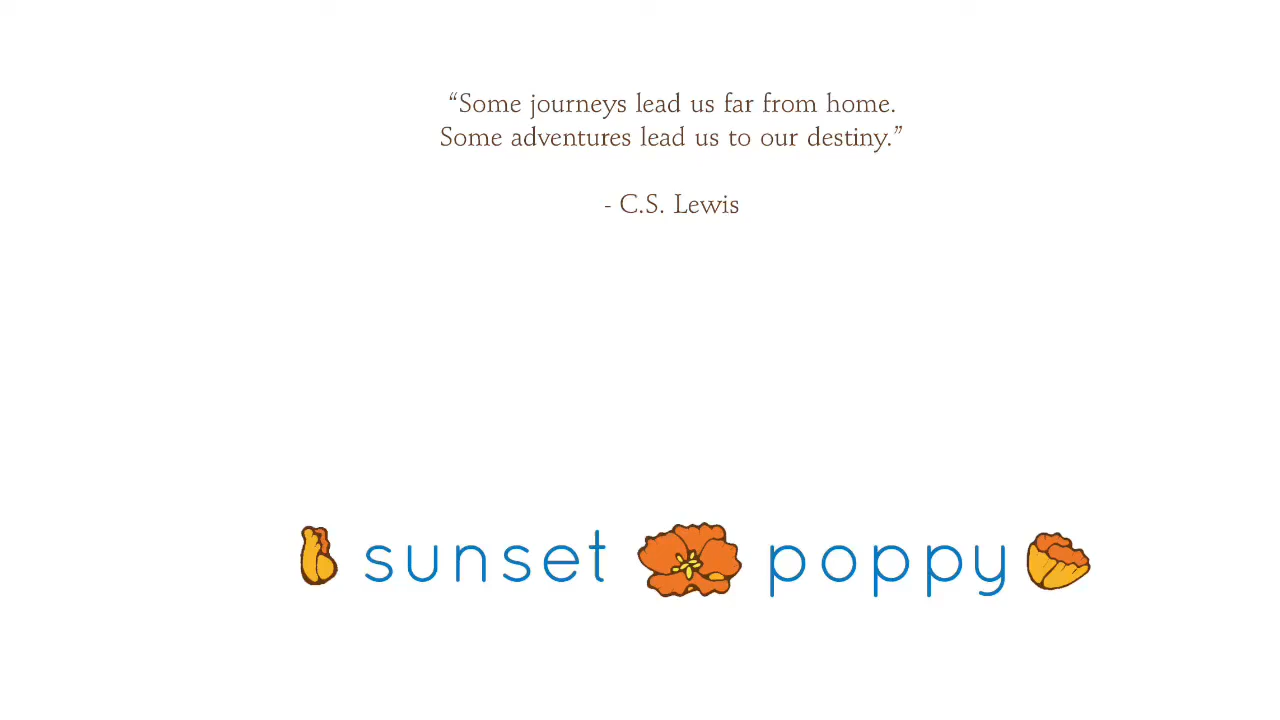 “Some journeys lead us far from home.
Some adventures lead us to our destiny.”
- C.S. Lewis
sunset poppy